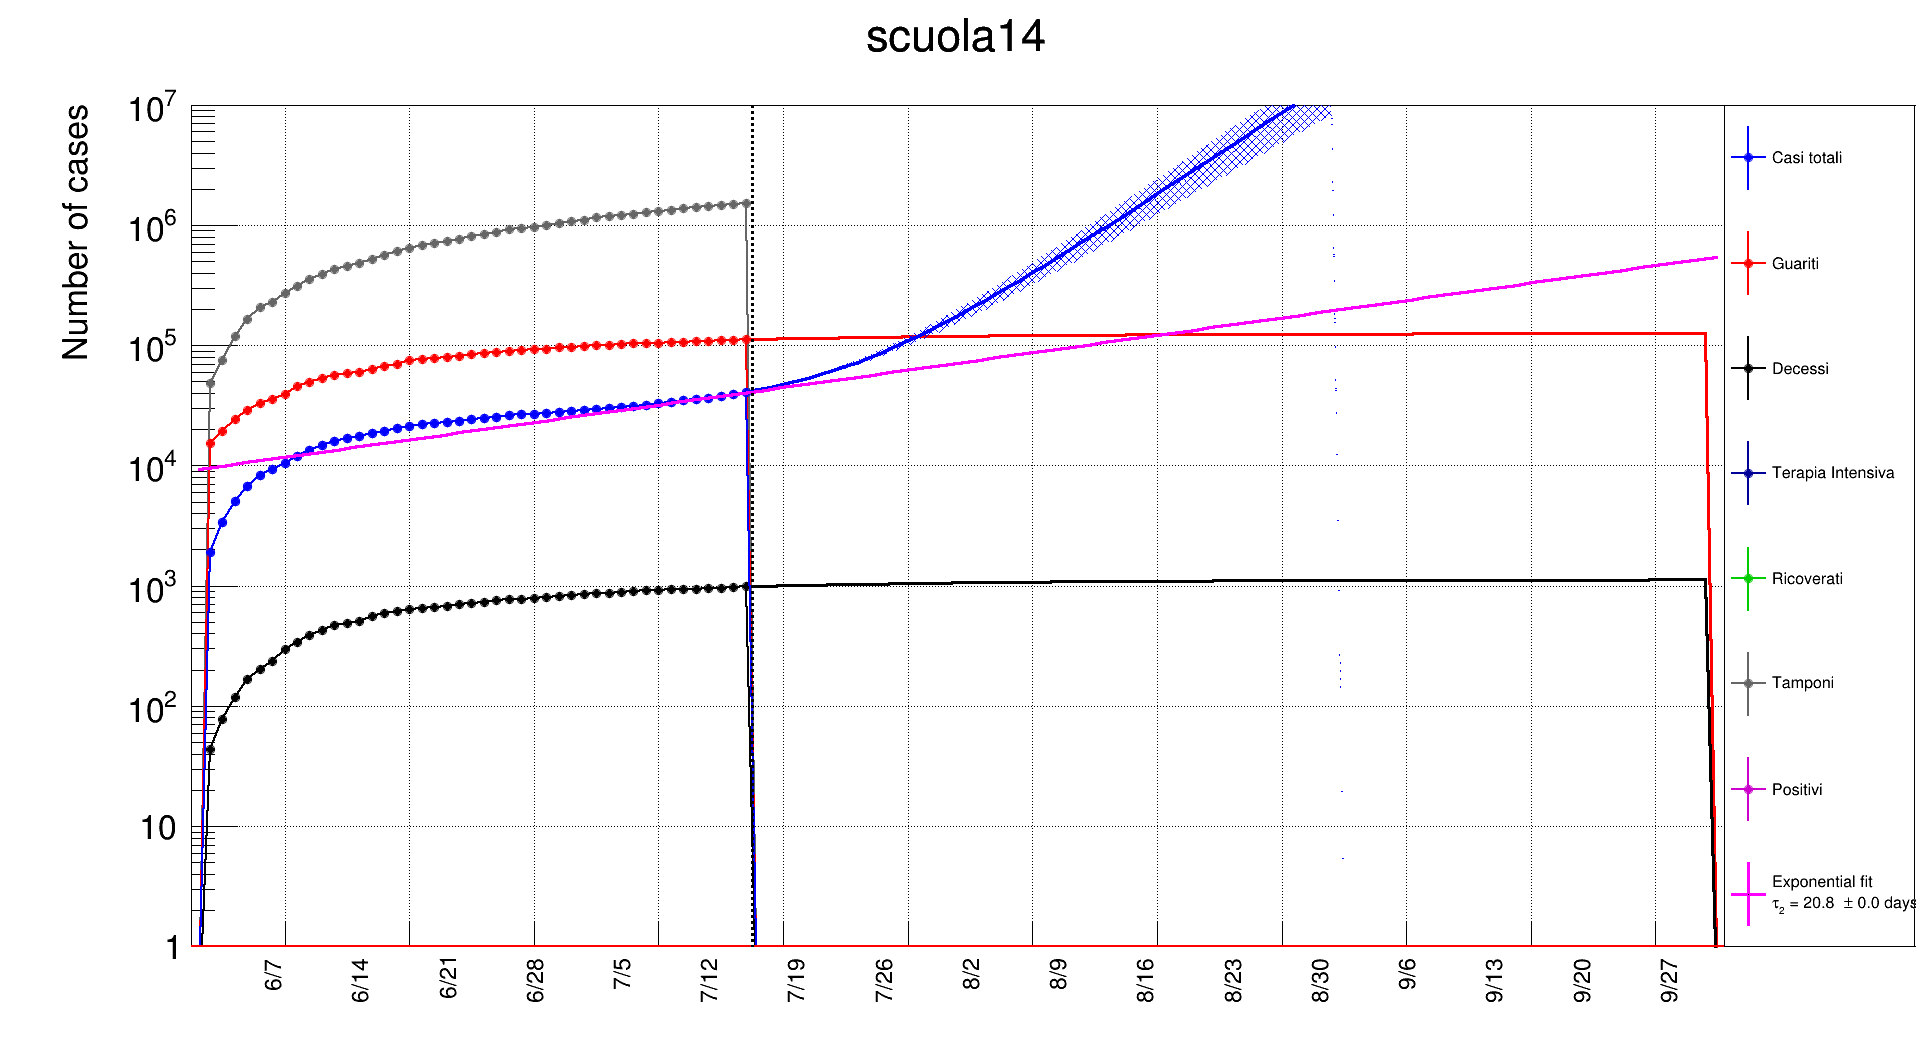 scuola14
Number of cases
10^7
10^6
10^5
10^4
10^3
10^2
10
1
6/7
6/14
6/21
6/28
7/5
7/12
7/19
7/26
8/2
8/9
8/16
8/23
8/30
9/6
9/13
9/20
9/27
Casi totali
Guariti
Decessi
Terapia Intensiva
Ricoverati
Tamponi
Positivi
Exponential fit
τ_2 = 20.8 ± 0.0 days